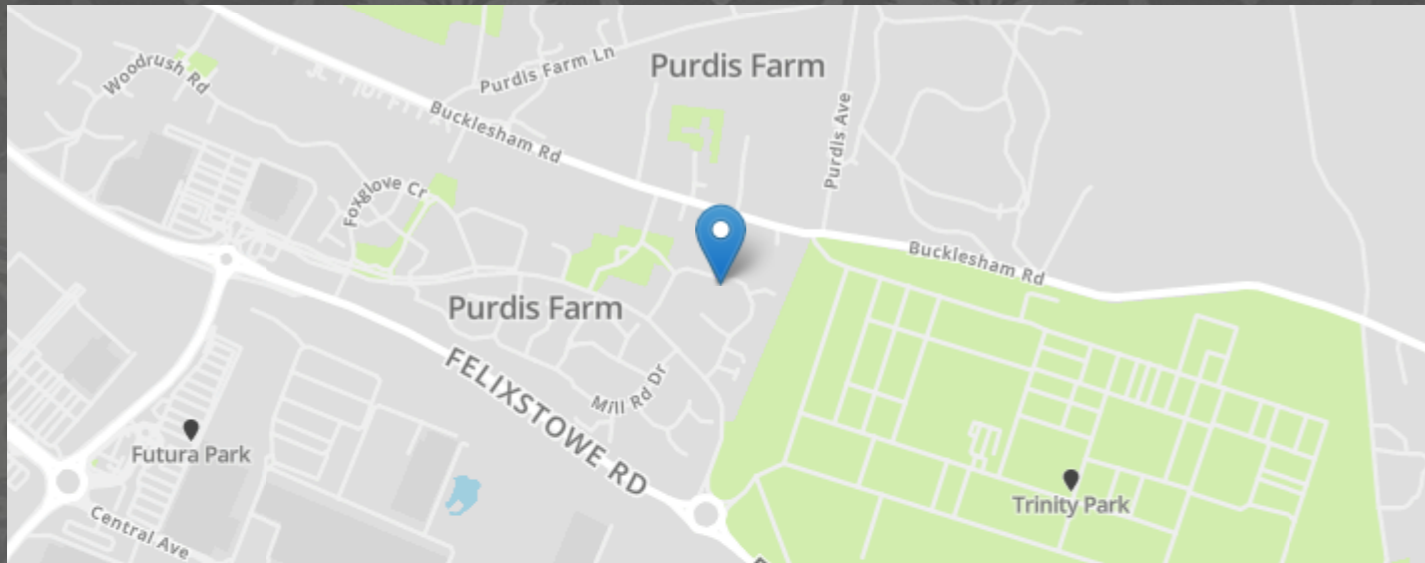 Purdis Farm Ln
Purdis Farm
Woodrush Rd
Bucklesham Rd
Purdis Ave
Foxglove Cr
Bucklesham Rd
Purdis Farm
FELIXSTOWE RD
Mill Rd Dr
Futura Park
Trinity Park
Central Ave